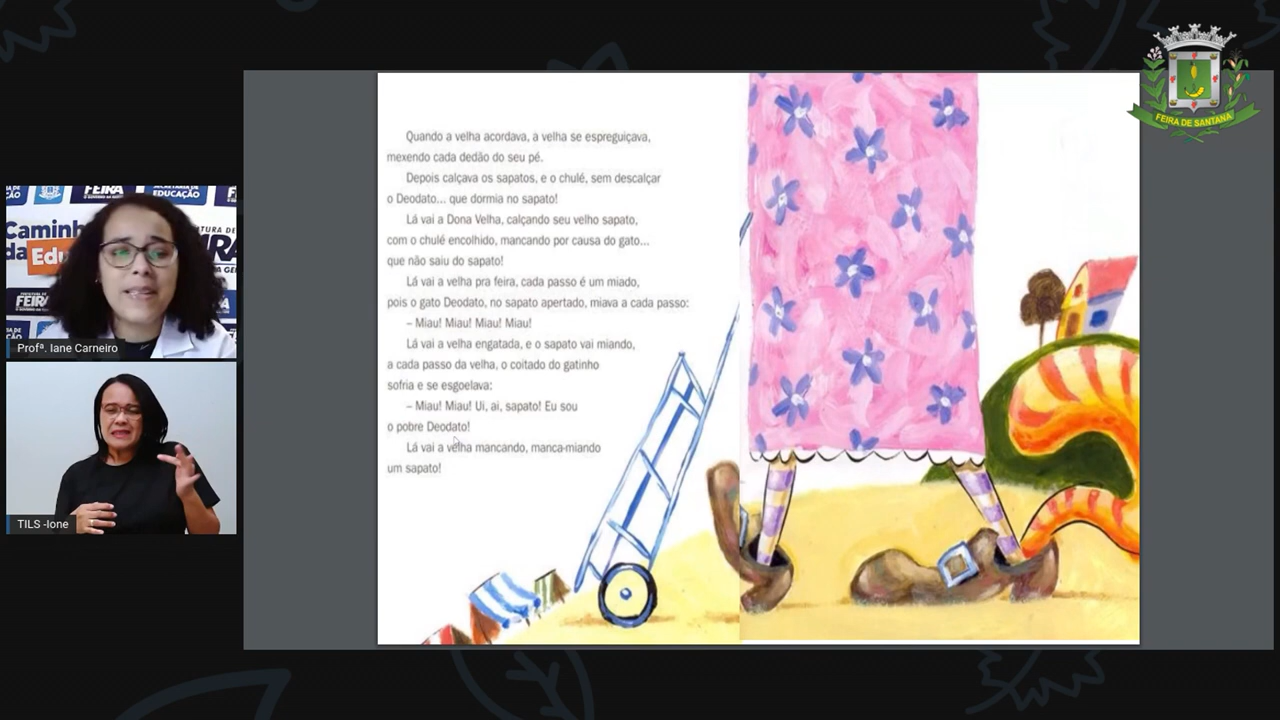 FEIRA DE SANTANA
Quando a velha acordava, a velha se espreguiçava,
mexendo cada dedão do seu pé.
Depois calçava os sapatos, e o chulé, sem descalçar
o Deodato... que dormia no sapato!
Lá vai a Dona Velha, calçando seu velho sapato,
com o chulé encolhido, mancando por causa do gato...
que não saiu do sapato!
Lá vai a velha pra feira, cada passo é um miado,
pois o gato Deodato, no sapato apertado, miava a cada passo:
– Miau! Miau! Miau! Miau!
Lá vai a velha engatada, e o sapato vai miando,
a cada passo da velha, o coitado do gatinho
sofria e se esgoelava:
– Miau! Miau! Ui, ai, sapato! Eu sou
o pobre Deodato!
Lá vai a velha mancando, manca-miando
um sapato!
FEIRA
EDUCAÇÃO
Caminh
da Edu
FEIRA
Profª. Iane Carneiro
TILS -Ione